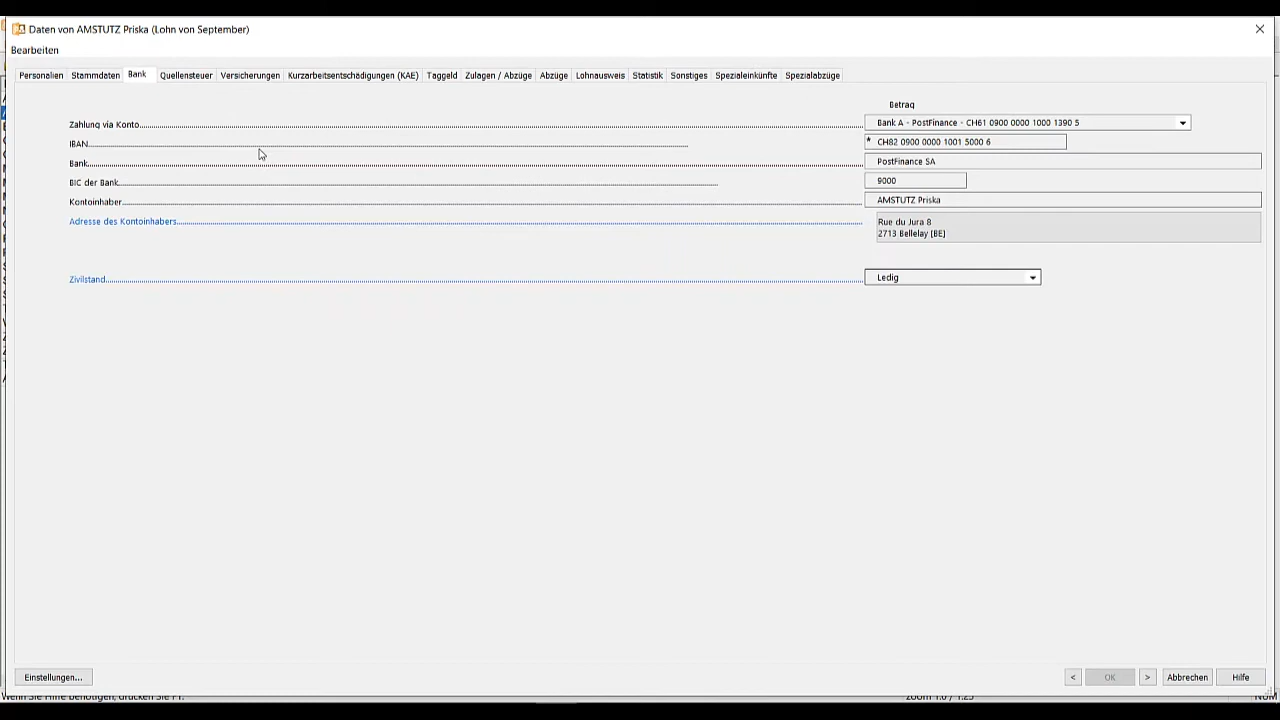 Daten von AMSTUTZ Priska (Lohn von September)
Bearbeiten
Personalien Stammdaten Bank Quellensteuer Versicherungen Kurzarbeitsentschädigungen (KAE) Taggeld Zulagen / Abzüge Abzüge Lohnausweis Statistik Sonstiges Spezialeinkünfte Spezialabzüge
Betrag
Zahlung via Konto Bank A - PostFinance - CH61 0900 0000 1000 1390 5
IBAN * CH82 0900 0000 1001 5000 6
Bank PostFinance SA
BIC der Bank 9000
Kontoinhaber AMSTUTZ Priska
Adresse des Kontoinhabers Rue du Jura 8
2713 Bellelay [BE]
Zivilstand Ledig
Einstellungen... < OK > Abbrechen Hilfe